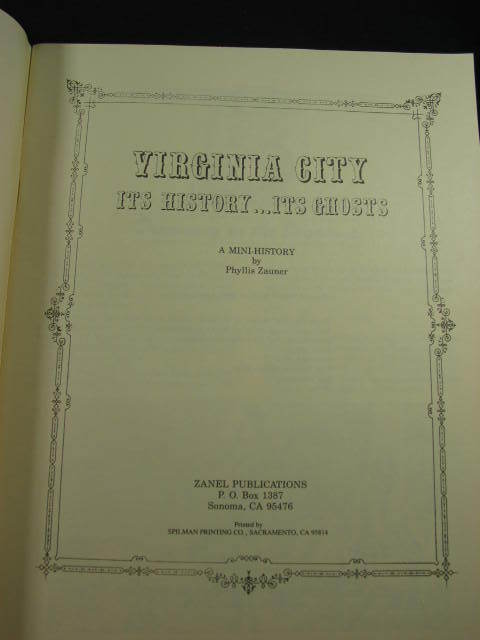 VIRGINIA CITY
ITS HISTORY...ITS GHOSTS
A MINI-HISTORY
by
Phyllis Zauner
ZANEL PUBLICATIONS
P. O. Box 1387
Sonoma, CA 95476
Printed by
SPILMAN PRINTING CO., SACRAMENTO, CA 95814